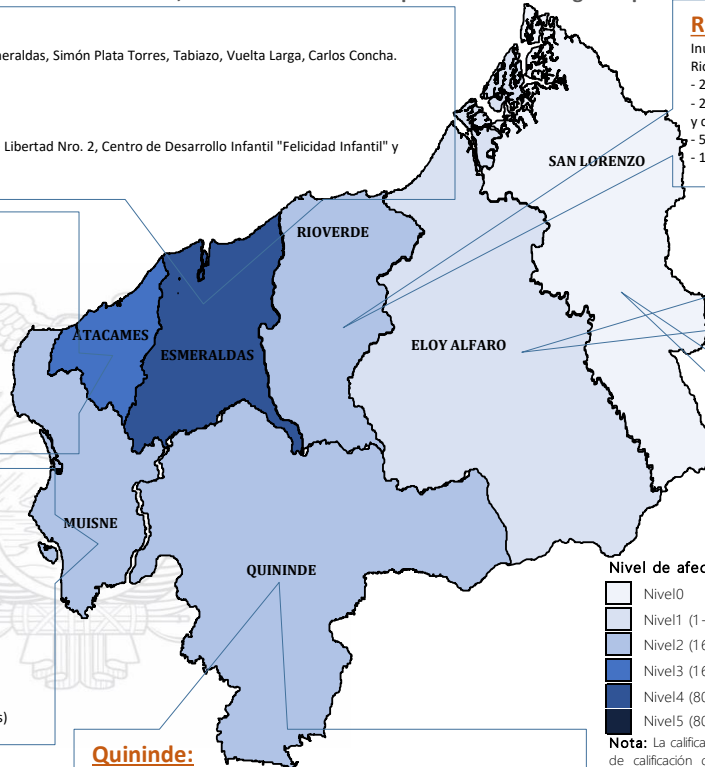 eraldas, Simón Plata Torres, Tabiazo, Vuelta Larga, Carlos Concha.
Libertad Nro. 2, Centro de Desarrollo Infantil "Felicidad Infantil" y
R
Inu
Rio
- 2
- 2
y d
- 5
- 1
SAN LORENZO
RIOVERDE
ATACAMES
ESMERALDAS
ELOY ALFARO
MUISNE
QUININDE
Nivel de afec
Nivel0
Nivel1 (1-
Nivel2 (16
Nivel3 (16
Nivel4 (80
Nivel5 (80
Nota: La califica
de calificación c
s)
Quininde: